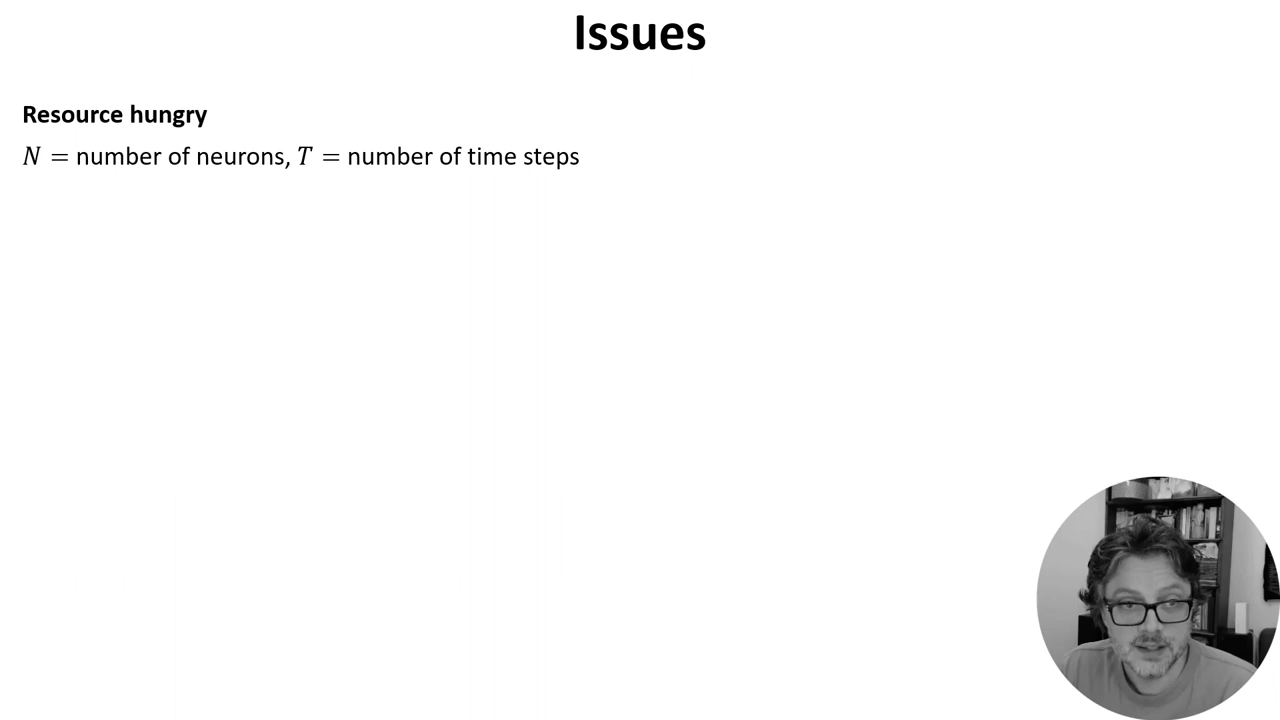 Issues
Resource hungry
N = number of neurons, T = number of time steps